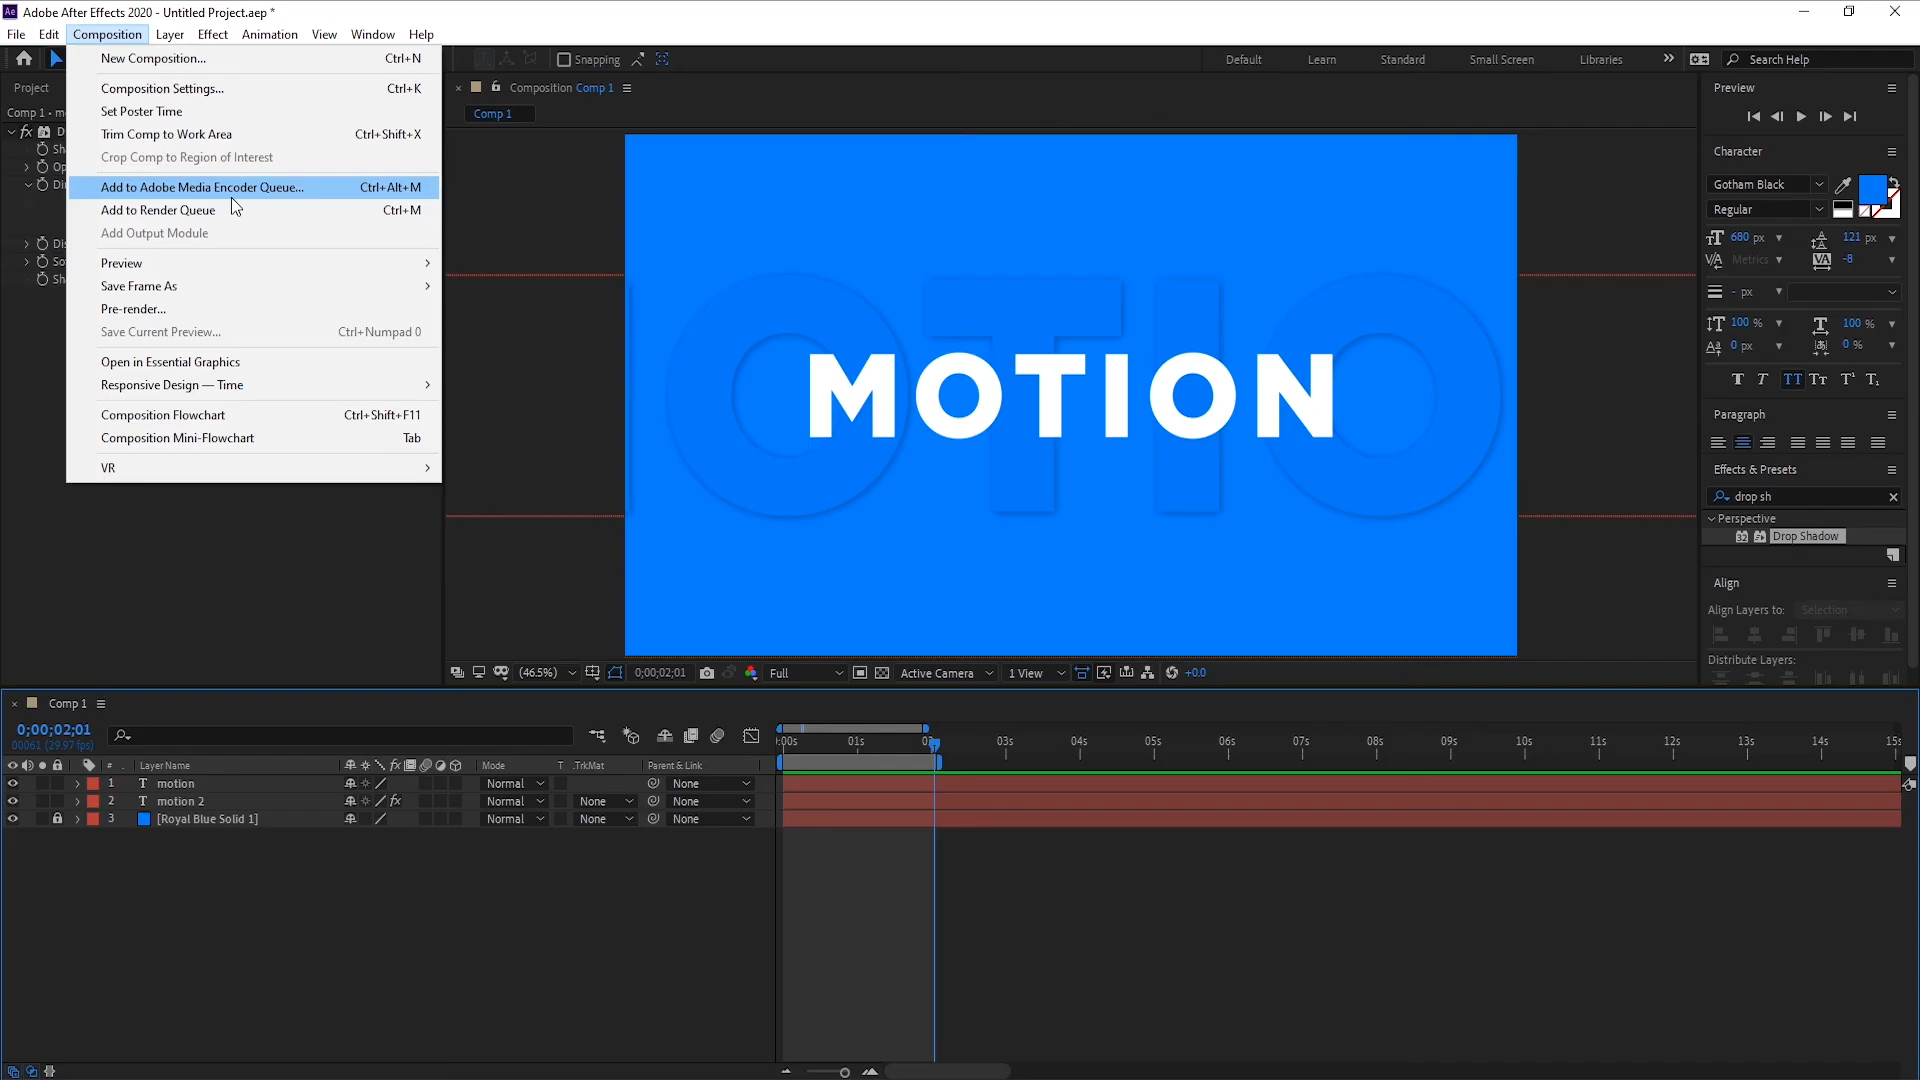 Adobe After Effects 2020 - Untitled Project.aep *
File Edit Composition Layer Effect Animation View Window Help
Snapping Default Learn Standard Small Screen Libraries Search Help
New Composition... Ctrl+N
Composition Settings... Ctrl+K
Set Poster Time
Trim Comp to Work Area Ctrl+Shift+X
Crop Comp to Region of Interest
Add to Adobe Media Encoder Queue... Ctrl+Alt+M
Add to Render Queue Ctrl+M
Add Output Module
Preview
Save Frame As
Pre-render...
Save Current Preview... Ctrl+Numpad 0
Open in Essential Graphics
Responsive Design — Time
Composition Flowchart Ctrl+Shift+F11
Composition Mini-Flowchart Tab
VR
Project
Comp 1
Composition Comp 1
Comp 1
OTIO
MOTION
(46.5%) 0;00;02;01 Full Active Camera 1 View +0.0
Preview
Character
Gotham Black
Regular
680 px 121 px
Metrics -8
- px
100 % 100 %
0 px 0 %
Paragraph
Effects & Presets
drop sh
Perspective
32 Drop Shadow
Align
Align Layers to: Selection
Distribute Layers:
Comp 1
0;00;02;01
00061 (29.97 fps)
:00s 01s 03s 04s 05s 06s 07s 08s 09s 10s 11s 12s 13s 14s 15s
# Layer Name Mode T .TrkMat Parent & Link
1 T motion Normal None
2 T motion 2 Normal None None
3 [Royal Blue Solid 1] Normal None None